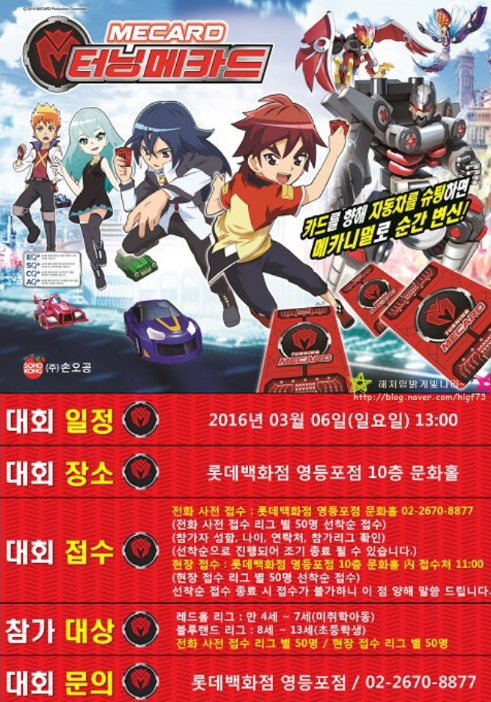 MECARD
터닝메카드
카드를 향해 자동차를 슈팅하면
메카니멀로 순간 변신!
EQ+
SQ+
CQ+
AQ+
TURNING
MECARD
SONOKONG
(주)손오공
해처럼밝게빛나라
http://blog.naver.com/higf73
대회 일정
2016년 03월 06일(일요일) 13:00
대회 장소
롯데백화점 영등포점 10층 문화홀
대회 접수
전화 사전 접수 : 롯데백화점 영등포점 문화홀 02-2670-8877
(전화 사전 접수 리그 별 50명 선착순 접수)
(참가자 성함, 나이, 연락처, 참가리그 확인)
(선착순으로 진행되어 조기 종료 될 수 있습니다.)
현장 접수 : 롯데백화점 영등포점 10층 문화홀 內 접수처 11:00
(현장 접수 리그 별 50명 선착순 접수)
선착순 접수 종료 시 접수가 불가하니 이 점 양해 말씀 드립니다.
참가 대상
레드홀 리그 : 만 4세 ~ 7세(미취학아동)
블루랜드 리그 : 8세 ~ 13세(초등학생)
전화 사전 접수 리그 별 50명 / 현장 접수 리그 별 50명
대회 문의
롯데백화점 영등포점 / 02-2670-8877